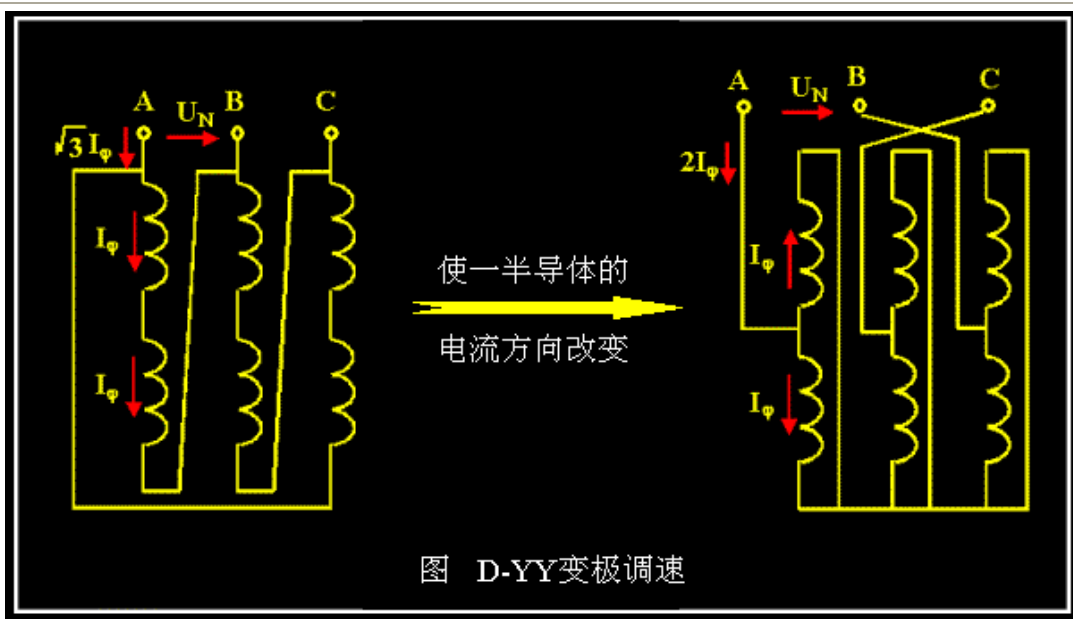 A
U_N
B
C
√3 I_φ
I_φ
I_φ
使一半导体的
电流方向改变
A
U_N
B
C
2I_φ
I_φ
I_φ
图 D-YY变极调速